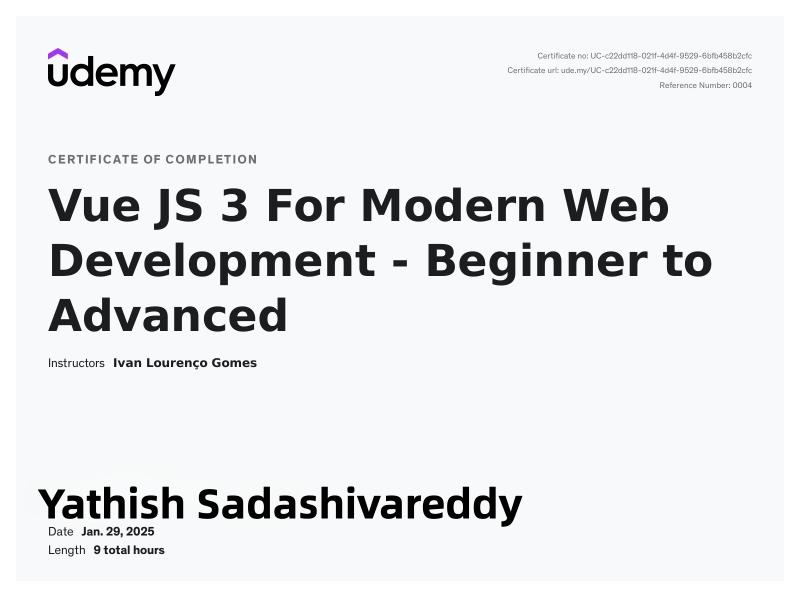 udemy
Certificate no: UC-c22dd118-021f-4d4f-9529-6bfb458b2cfc
Certificate url: ude.my/UC-c22dd118-021f-4d4f-9529-6bfb458b2cfc
Reference Number: 0004
CERTIFICATE OF COMPLETION
Vue JS 3 For Modern Web
Development - Beginner to
Advanced
Instructors Ivan Lourenço Gomes
Yathish Sadashivareddy
Date Jan. 29, 2025
Length 9 total hours